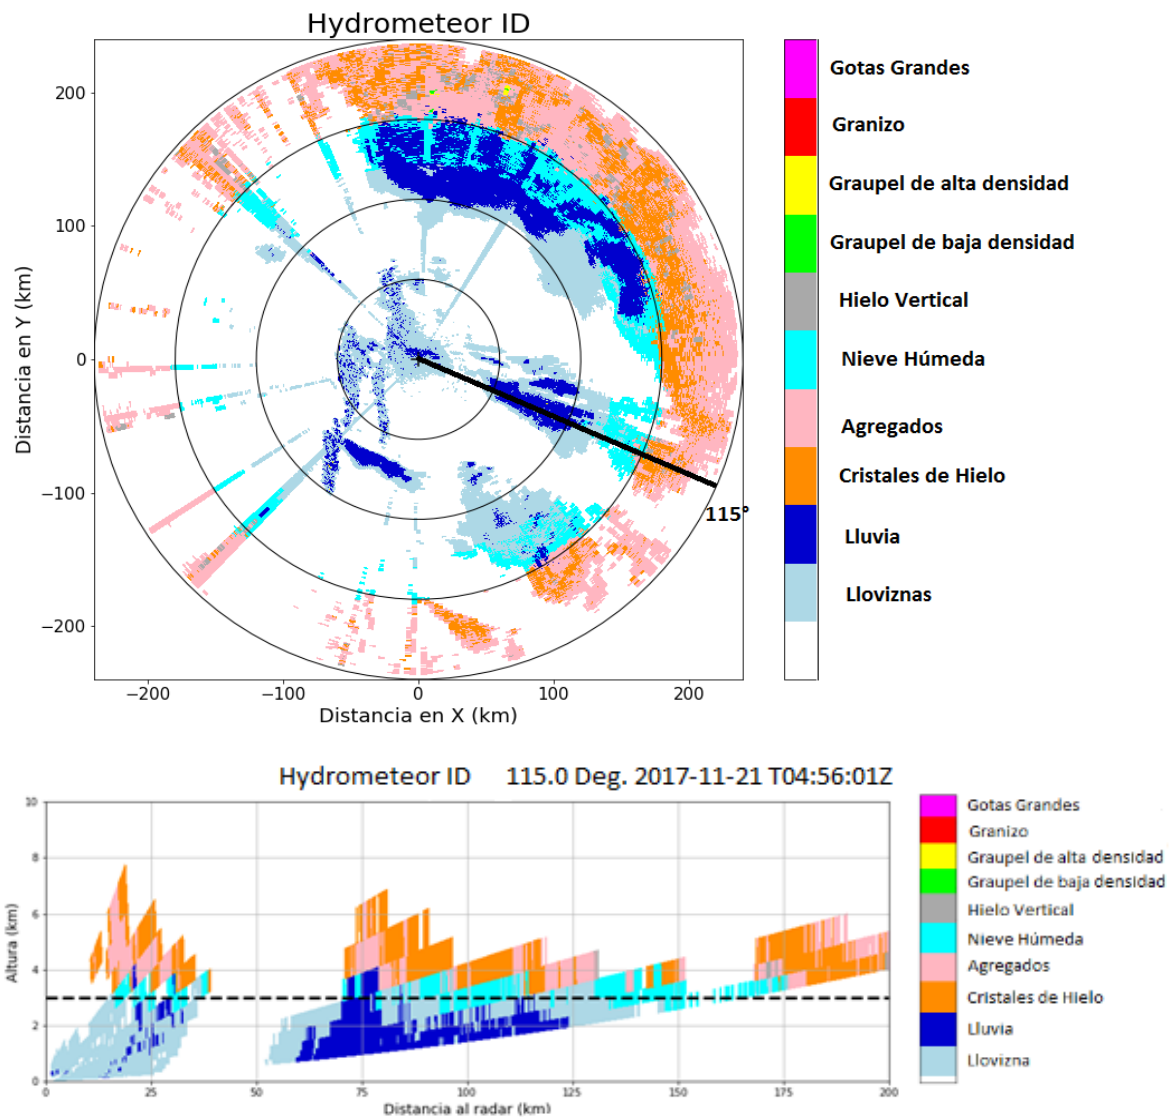 Hydrometeor ID
Distancia en Y (km)
200
100
0
−100
−200
−200
−100
0
100
200
Distancia en X (km)
115°
Gotas Grandes
Granizo
Graupel de alta densidad
Graupel de baja densidad
Hielo Vertical
Nieve Húmeda
Agregados
Cristales de Hielo
Lluvia
Lloviznas
Hydrometeor ID 115.0 Deg. 2017-11-21 T04:56:01Z
Altura (km)
10
8
6
4
2
0
0
25
50
75
100
125
150
175
200
Distancia al radar (km)
Gotas Grandes
Granizo
Graupel de alta densidad
Graupel de baja densidad
Hielo Vertical
Nieve Húmeda
Agregados
Cristales de Hielo
Lluvia
Llovizna